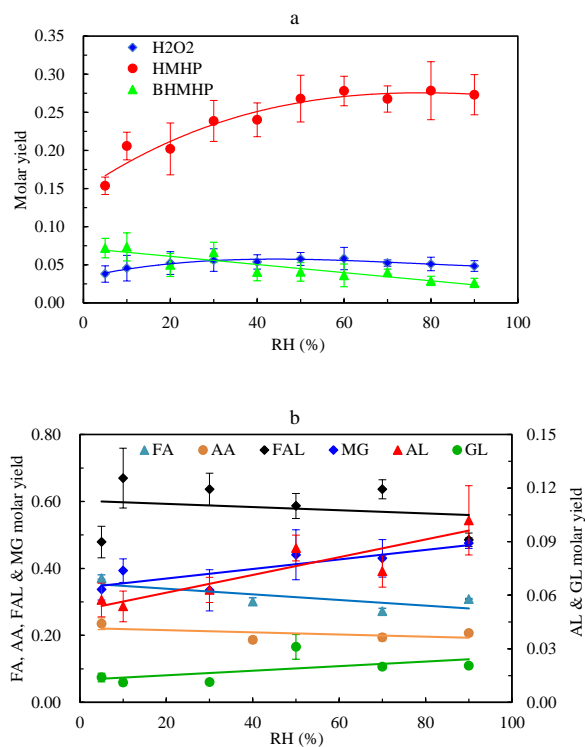 a
H2O2
HMHP
BHMHP
0.35
0.30
0.25
0.20
0.15
0.10
0.05
0.00
Molar yield
0 20 40 60 80 100
RH (%)
b
FA AA FAL MG AL GL
0.80
0.60
0.40
0.20
0.00
FA, AA, FAL & MG molar yield
0.15
0.12
0.09
0.06
0.03
0.00
AL & GL molar yield
0 20 40 60 80 100
RH (%)